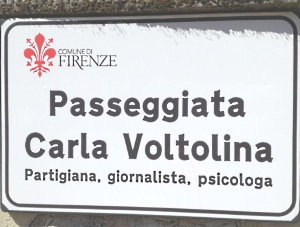 COMUNE DI
FIRENZE
Passeggiata
Carla Voltolina
Partigiana, giornalista, psicologa